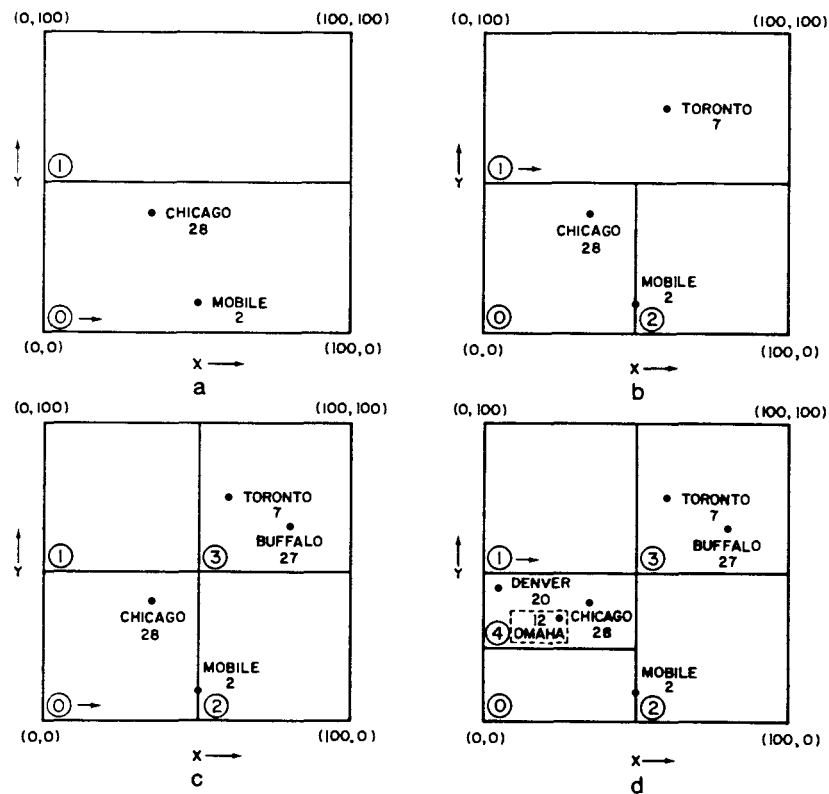 (0,100)
(100,100)
1
Y
CHICAGO
28
MOBILE
2
0
(0,0)
(100,0)
X
a
(0,100)
(100,100)
TORONTO
7
1
Y
CHICAGO
28
MOBILE
2
0
2
(0,0)
(100,0)
X
b
(0,100)
(100,100)
TORONTO
7
BUFFALO
27
1
3
Y
CHICAGO
28
MOBILE
2
0
2
(0,0)
(100,0)
X
c
(0,100)
(100,100)
TORONTO
7
BUFFALO
27
1
3
Y
DENVER
20
12
OMAHA
CHICAGO
28
4
MOBILE
2
0
2
(0,0)
(100,0)
X
d